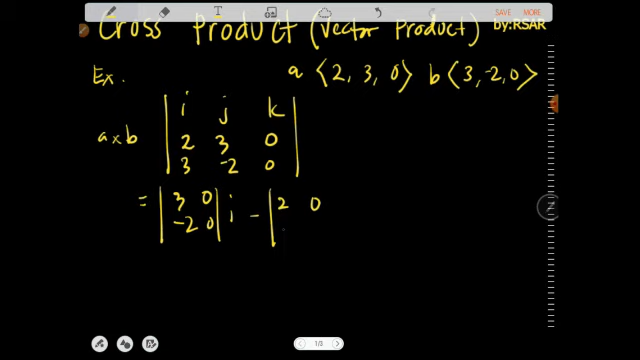 SAVE MORE
Cross Product (Vector Product) by:RSAR
Ex. a ⟨2, 3, 0⟩ b ⟨3, -2, 0⟩
| i j k |
a x b | 2 3 0 |
| 3 -2 0 |
= | 3 0 | i - | 2 0
| -2 0 | |
1/3